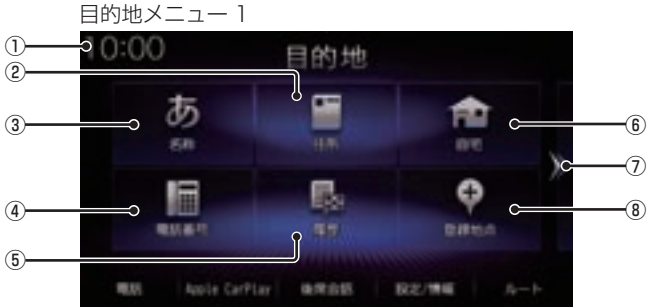 目的地メニュー 1
① 10:00 目的地
②
③ あ ⑥
名称 住所 自宅
⑦
④ ⑧
電話番号 履歴 登録地点
⑤
電話 Apple CarPlay 後席会話 設定/情報 ルート